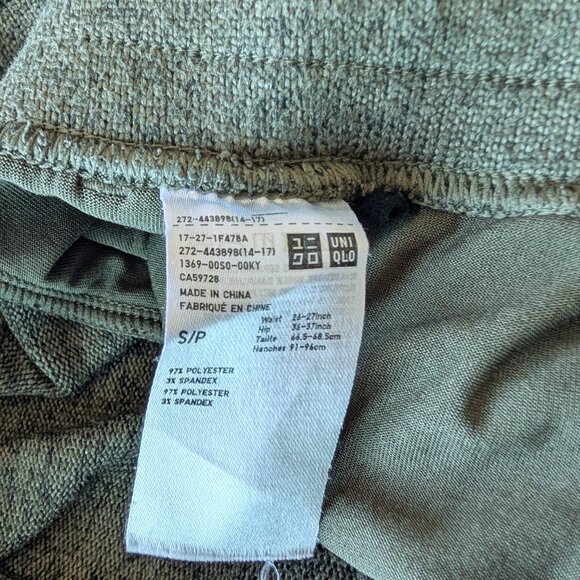 272-443898(14-17)
17-27-1F478A
272-443898(14-17)
1369-00S0-00KY
CA59728
MADE IN CHINA
FABRIQUÉ EN CHINE
ユニ
クロ
UNI
QLO
S/P
Waist 26-27inch
Hip 36-37inch
Taille 66.5-68.5cm
Hanches 91-96cm
97% POLYESTER
3% SPANDEX
97% POLYESTER
3% SPANDEX